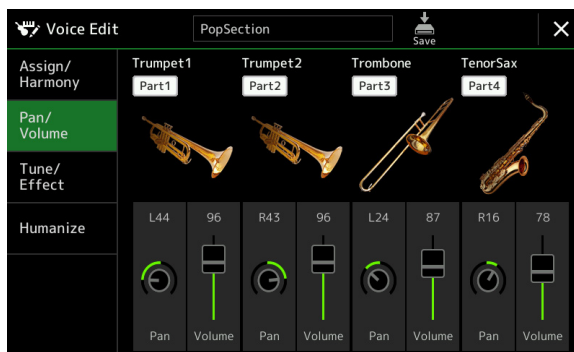 Voice Edit
PopSection
Save
Assign/
Harmony
Pan/
Volume
Tune/
Effect
Humanize
Trumpet1
Trumpet2
Trombone
TenorSax
Part1
Part2
Part3
Part4
L44
96
R43
96
L24
87
R16
78
Pan
Volume
Pan
Volume
Pan
Volume
Pan
Volume